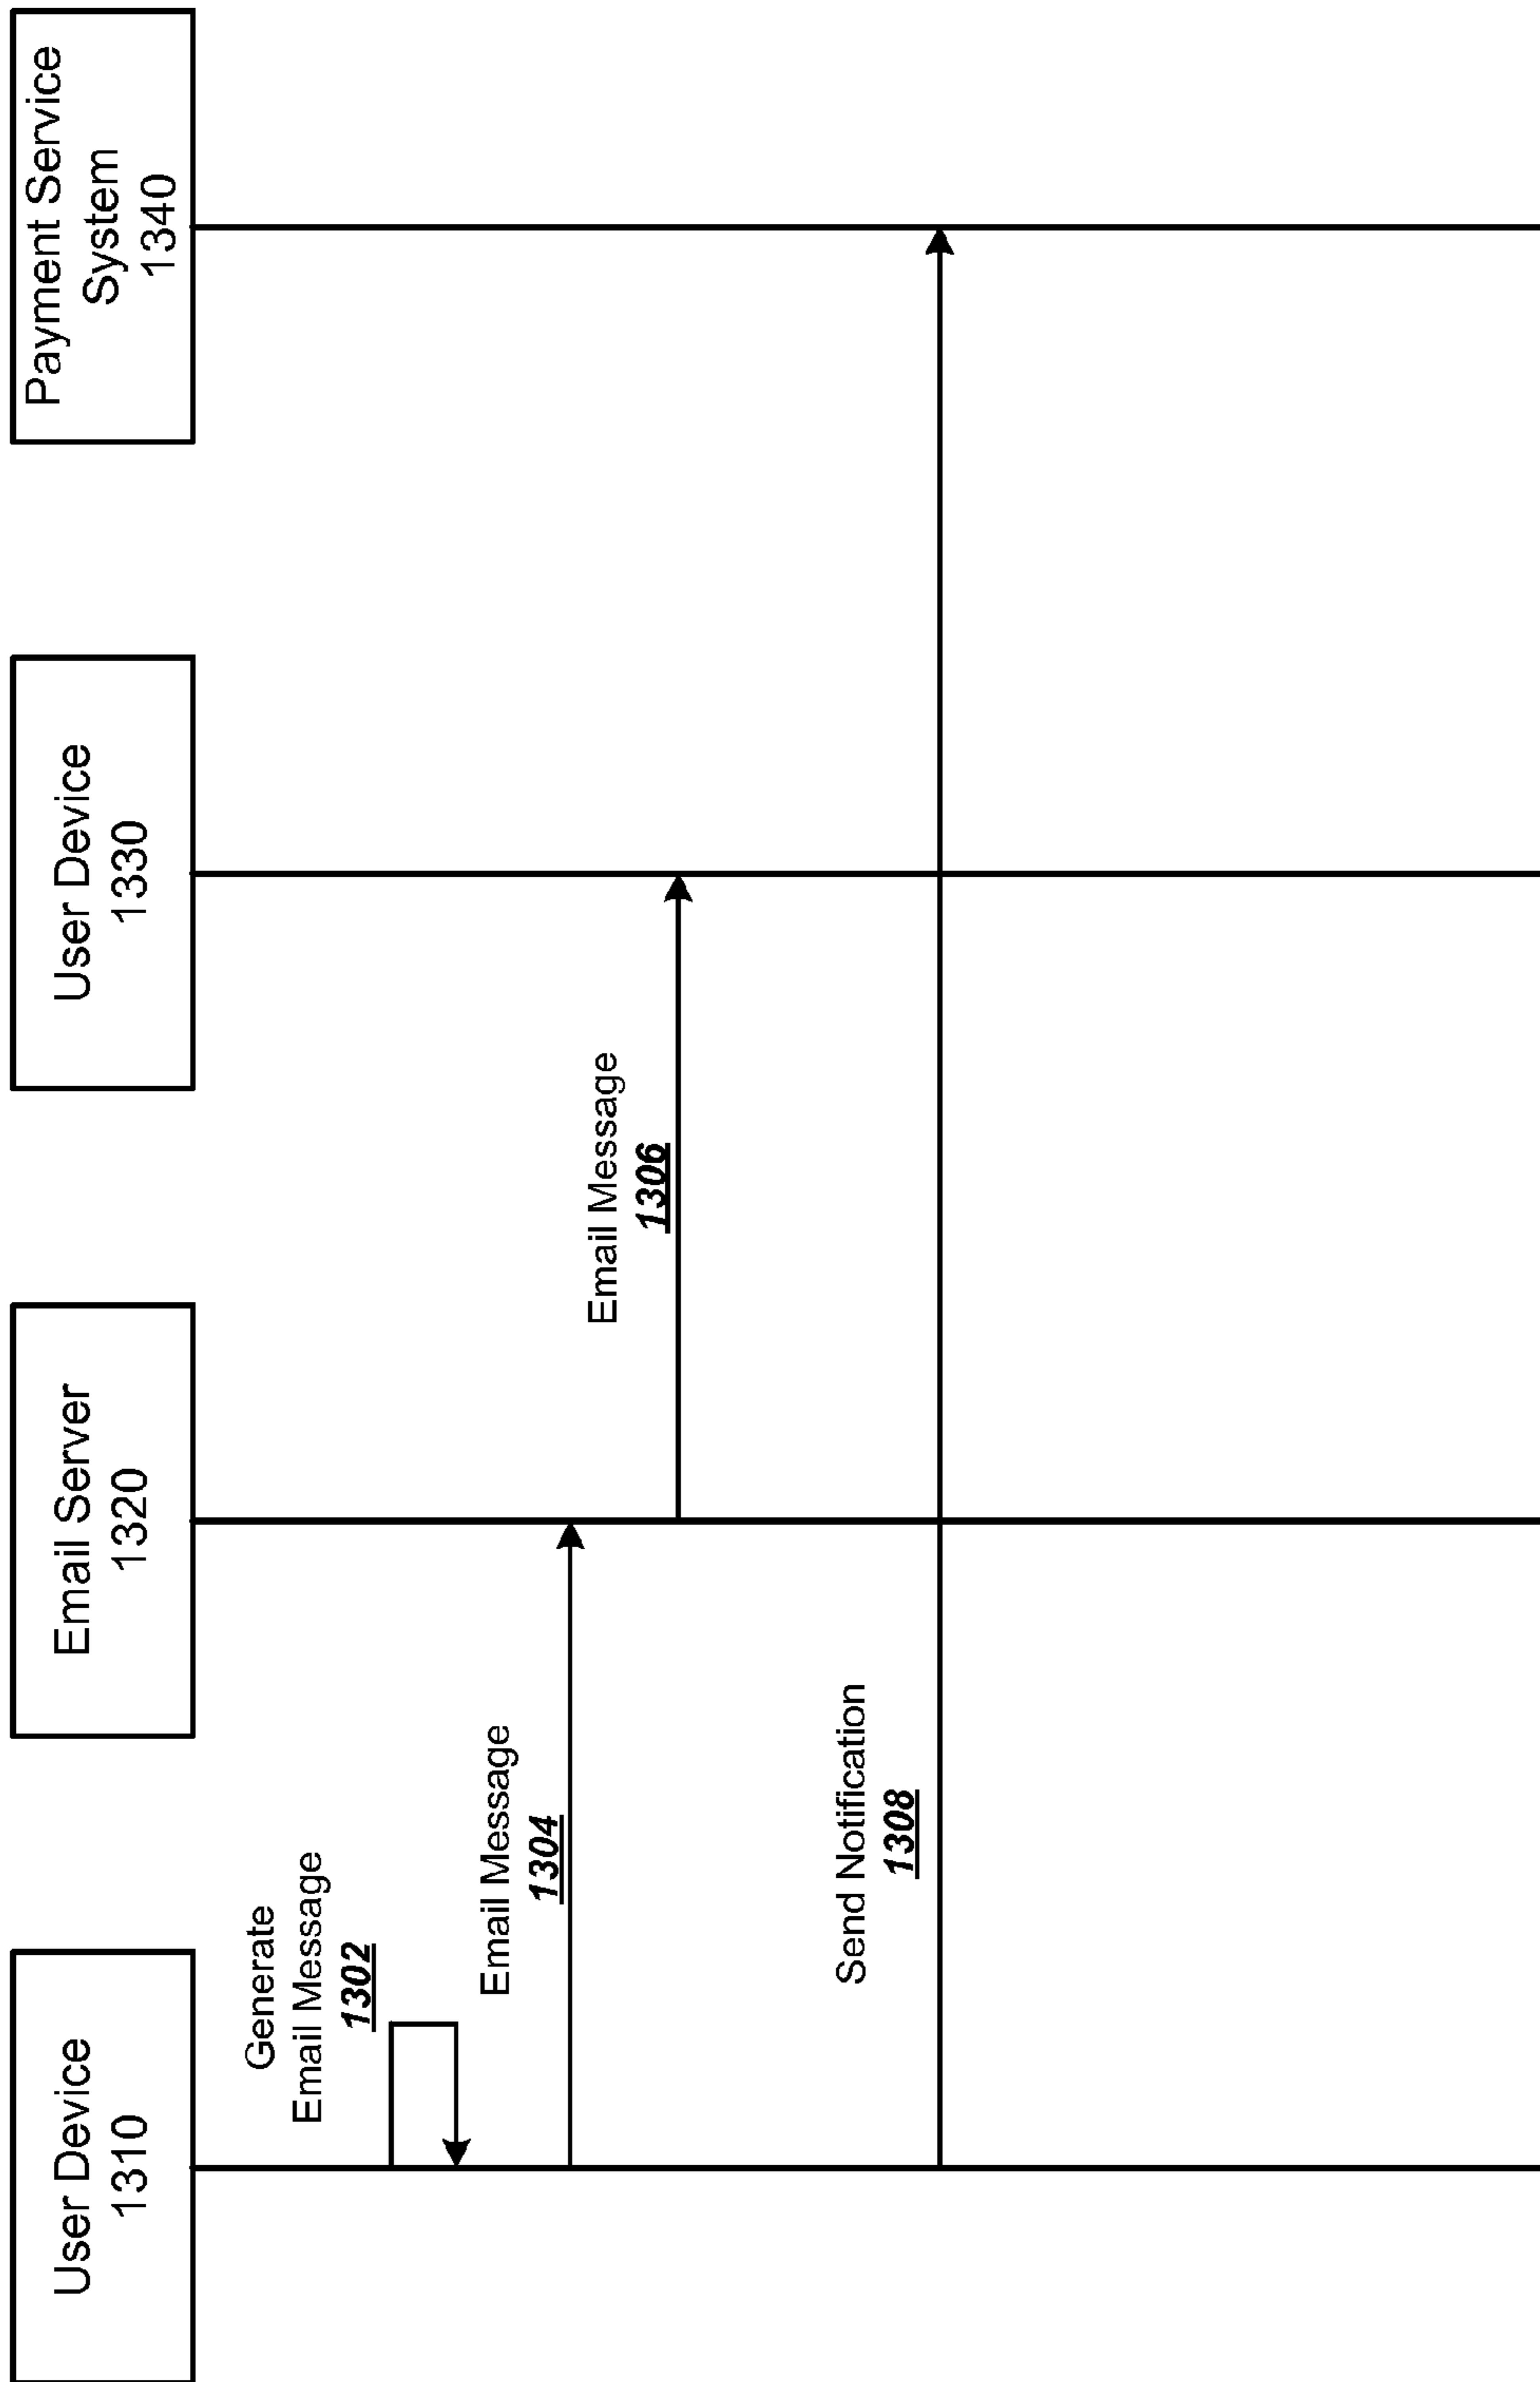 User Device
1310
Email Server
1320
User Device
1330
Payment Service
System
1340
Generate
Email Message
1302
Email Message
1304
Email Message
1306
Send Notification
1308